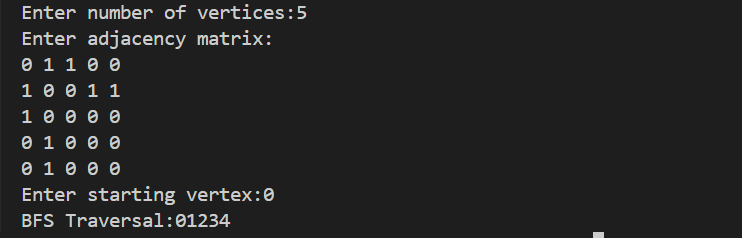 Enter number of vertices:5
Enter adjacency matrix:
0 1 1 0 0
1 0 0 1 1
1 0 0 0 0
0 1 0 0 0
0 1 0 0 0
Enter starting vertex:0
BFS Traversal:01234